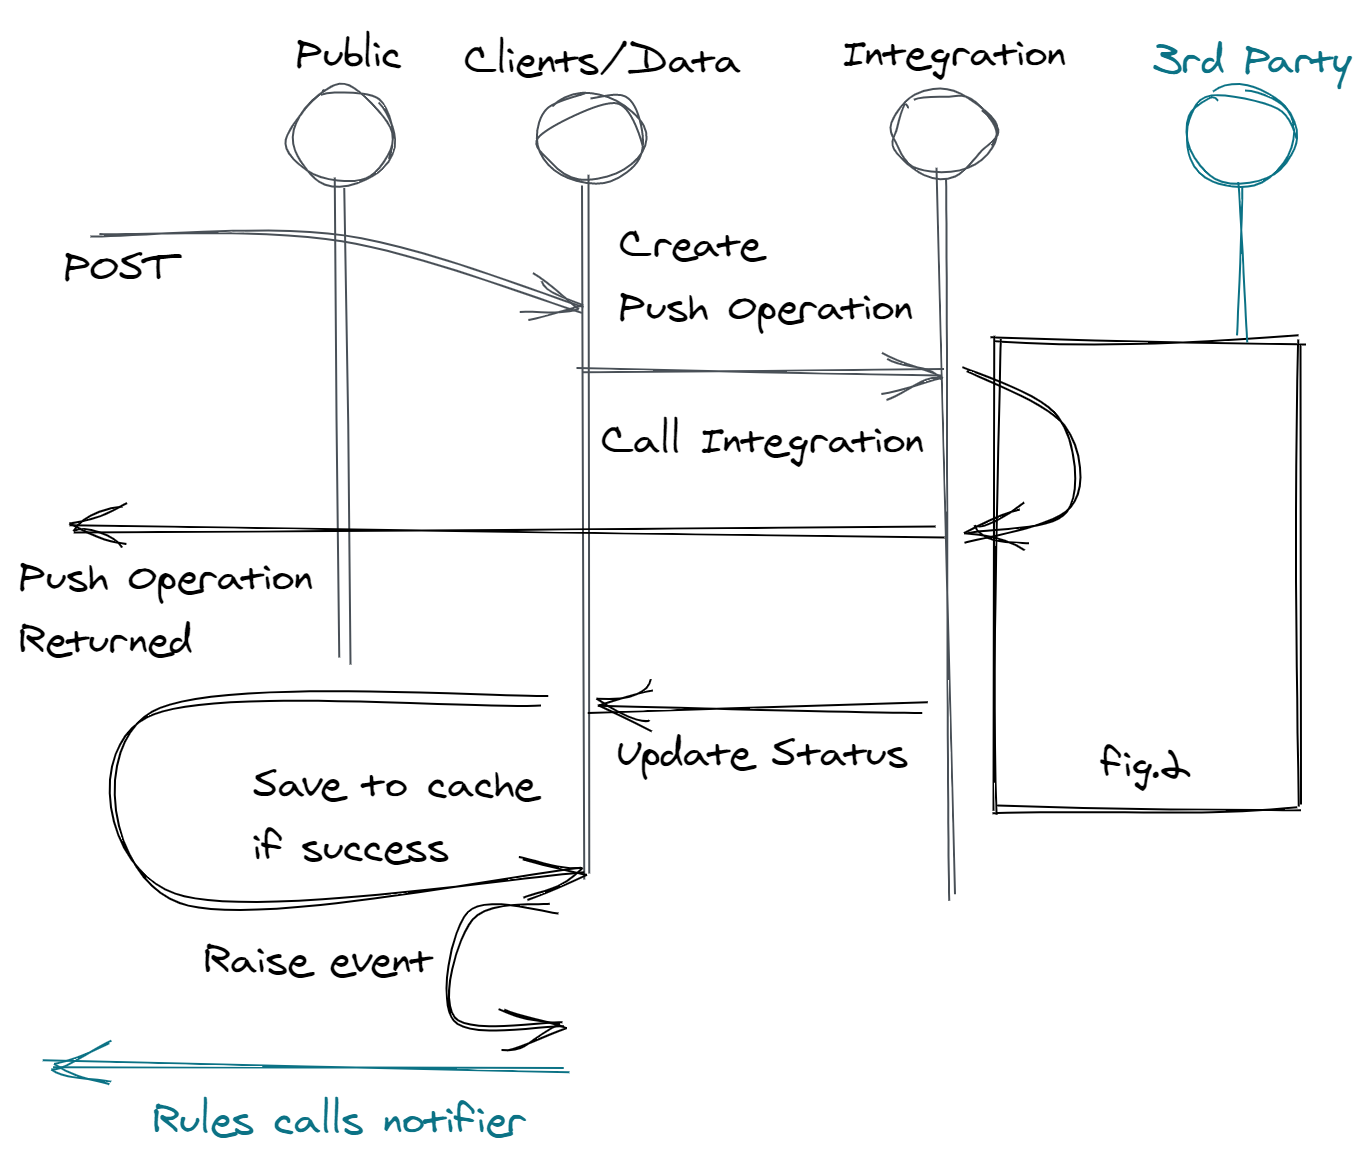 Public
Clients/Data
Integration
3rd Party
POST
Create
Push Operation
Call Integration
Push Operation
Returned
Update Status
fig.2
Save to cache
if success
Raise event
Rules calls notifier